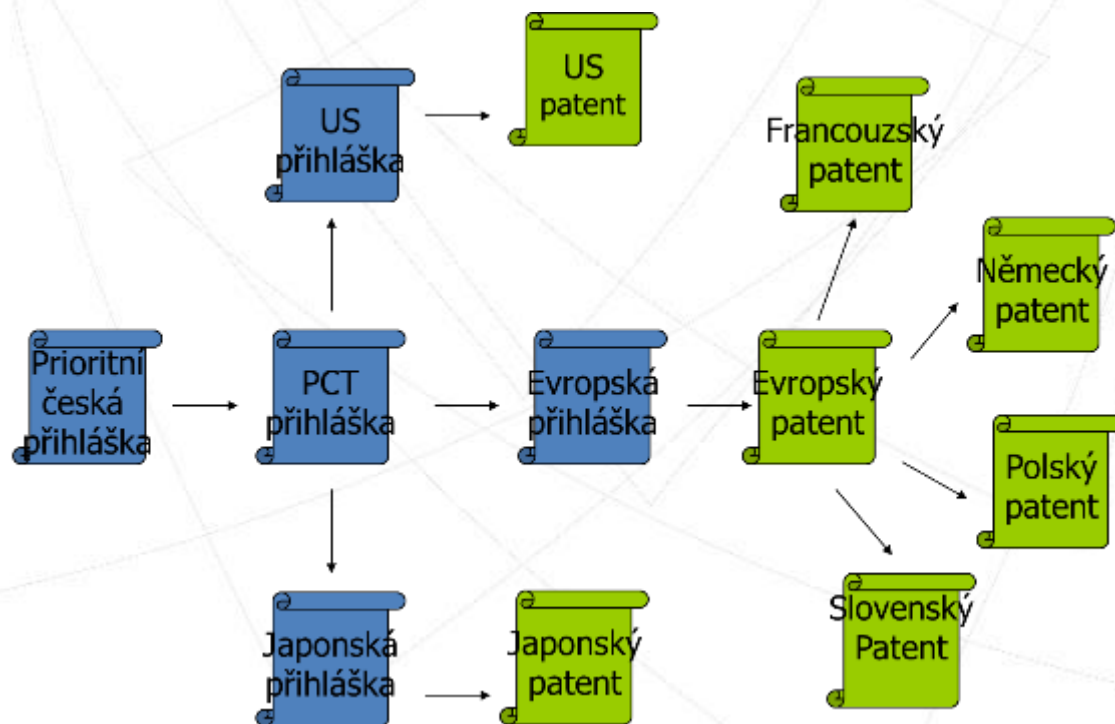 US
patent
US
přihláška
Francouzský
patent
Německý
patent
Prioritní
česká
přihláška
PCT
přihláška
Evropská
přihláška
Evropský
patent
Polský
patent
Japonská
přihláška
Japonský
patent
Slovenský
Patent